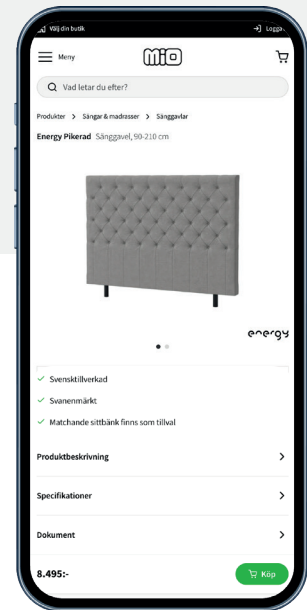 Välj din butik
Meny
MIO
Vad letar du efter?
Produkter > Sängar & madrasser > Sänggavlar
Energy Pikerad Sänggavel, 90-210 cm
energy
Svensktillverkad
Svanenmärkt
Matchande sittbänk finns som tillval
Produktbeskrivning
Specifikationer
Dokument
8.495:-
Köp